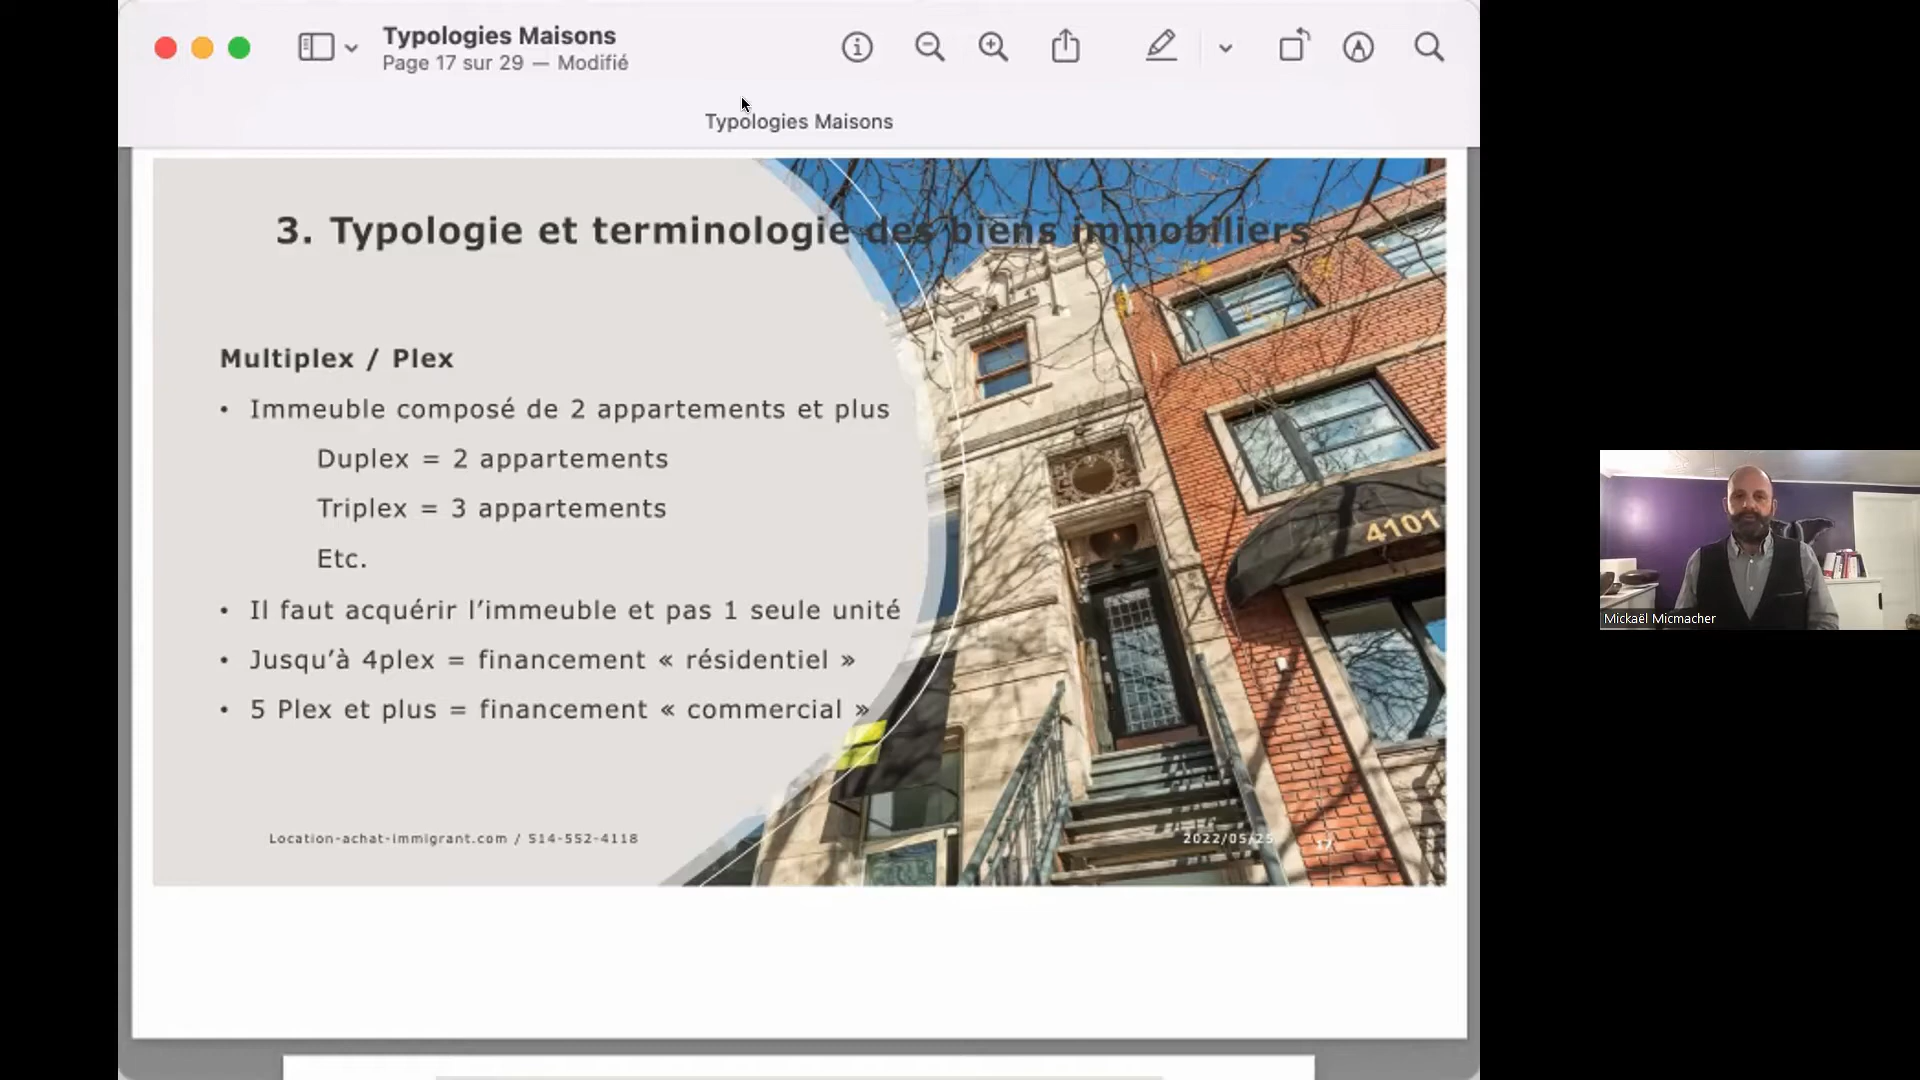 Typologies Maisons
Page 17 sur 29 — Modifié
Typologies Maisons
3. Typologie et terminologie des biens immobiliers
Multiplex / Plex
• Immeuble composé de 2 appartements et plus
Duplex = 2 appartements
Triplex = 3 appartements
Etc.
• Il faut acquérir l’immeuble et pas 1 seule unité
• Jusqu’à 4plex = financement « résidentiel »
• 5 Plex et plus = financement « commercial »
4101
Location-achat-immigrant.com / 514-552-4118
2022/05/25
17
Mickaël Micmacher